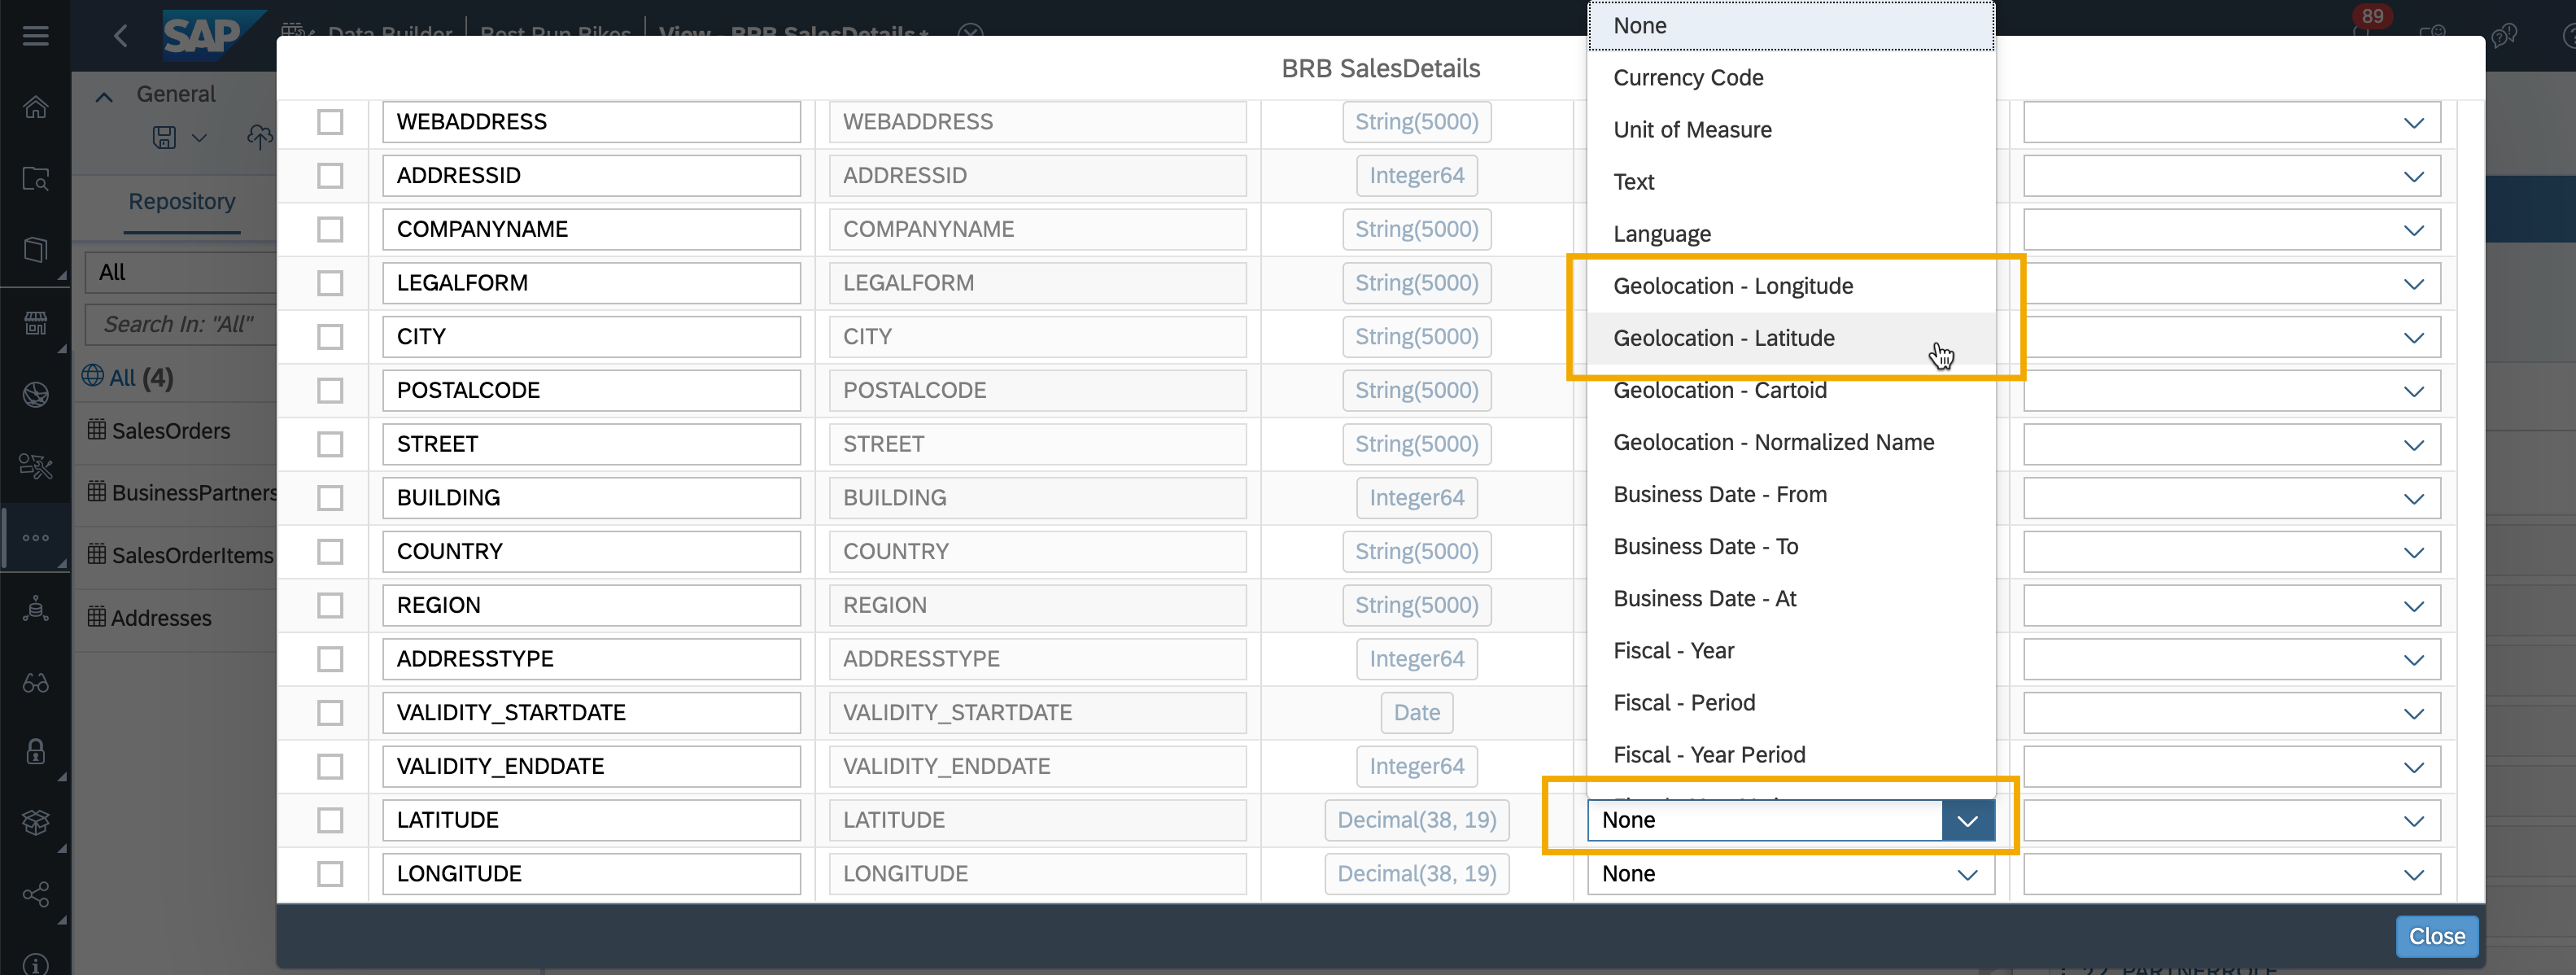 SAP
Data Builder
Best Run Bikes
View - BRB SalesDetails*
89
General
Repository
All
Search In: "All"
All (4)
SalesOrders
BusinessPartners
SalesOrderItems
Addresses
BRB SalesDetails
WEBADDRESS WEBADDRESS String(5000)
ADDRESSID ADDRESSID Integer64
COMPANYNAME COMPANYNAME String(5000)
LEGALFORM LEGALFORM String(5000)
CITY CITY String(5000)
POSTALCODE POSTALCODE String(5000)
STREET STREET String(5000)
BUILDING BUILDING Integer64
COUNTRY COUNTRY String(5000)
REGION REGION String(5000)
ADDRESSTYPE ADDRESSTYPE Integer64
VALIDITY_STARTDATE VALIDITY_STARTDATE Date
VALIDITY_ENDDATE VALIDITY_ENDDATE Integer64
LATITUDE LATITUDE Decimal(38, 19) None
LONGITUDE LONGITUDE Decimal(38, 19) None
None
Currency Code
Unit of Measure
Text
Language
Geolocation - Longitude
Geolocation - Latitude
Geolocation - Cartoid
Geolocation - Normalized Name
Business Date - From
Business Date - To
Business Date - At
Fiscal - Year
Fiscal - Period
Fiscal - Year Period
Close
PARTNERROLE